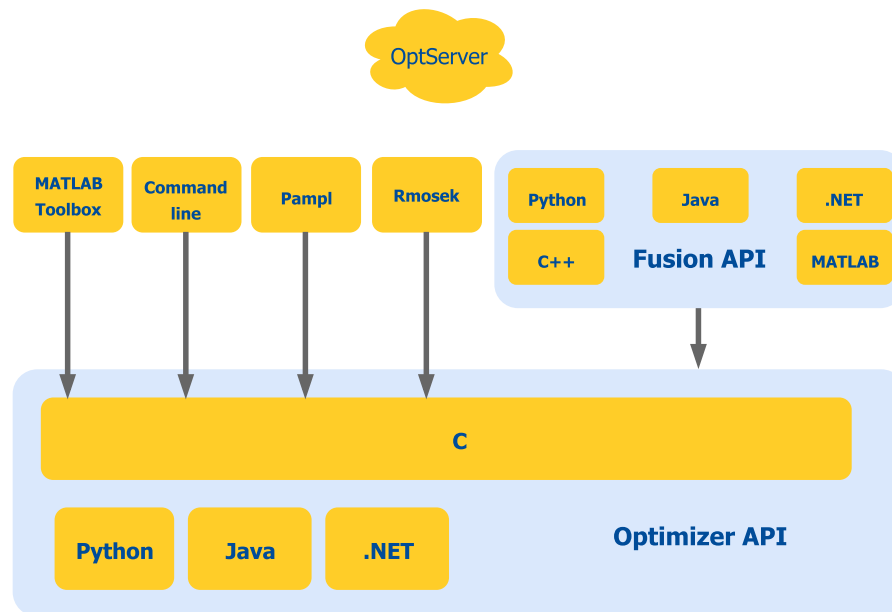 OptServer
MATLAB
Toolbox
Command
line
Pampl
Rmosek
Python
Java
.NET
C++
Fusion API
MATLAB
C
Python
Java
.NET
Optimizer API